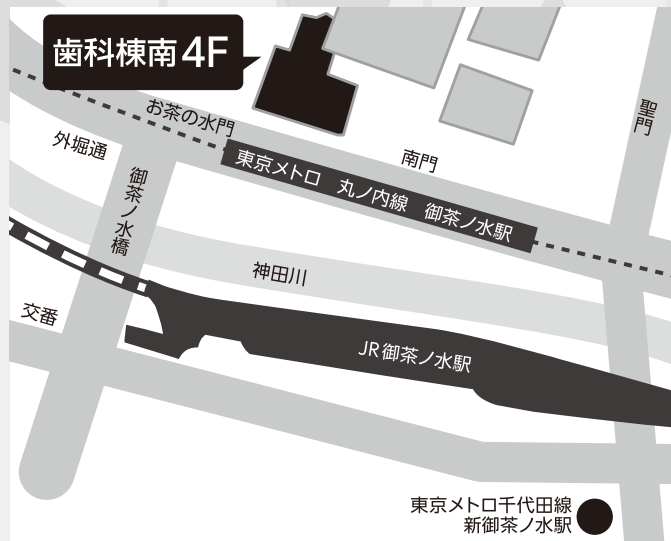 歯科棟南4F
お茶の水門
聖門
外堀通
南門
東京メトロ 丸ノ内線 御茶ノ水駅
御茶ノ水橋
神田川
交番
JR御茶ノ水駅
東京メトロ千代田線
新御茶ノ水駅